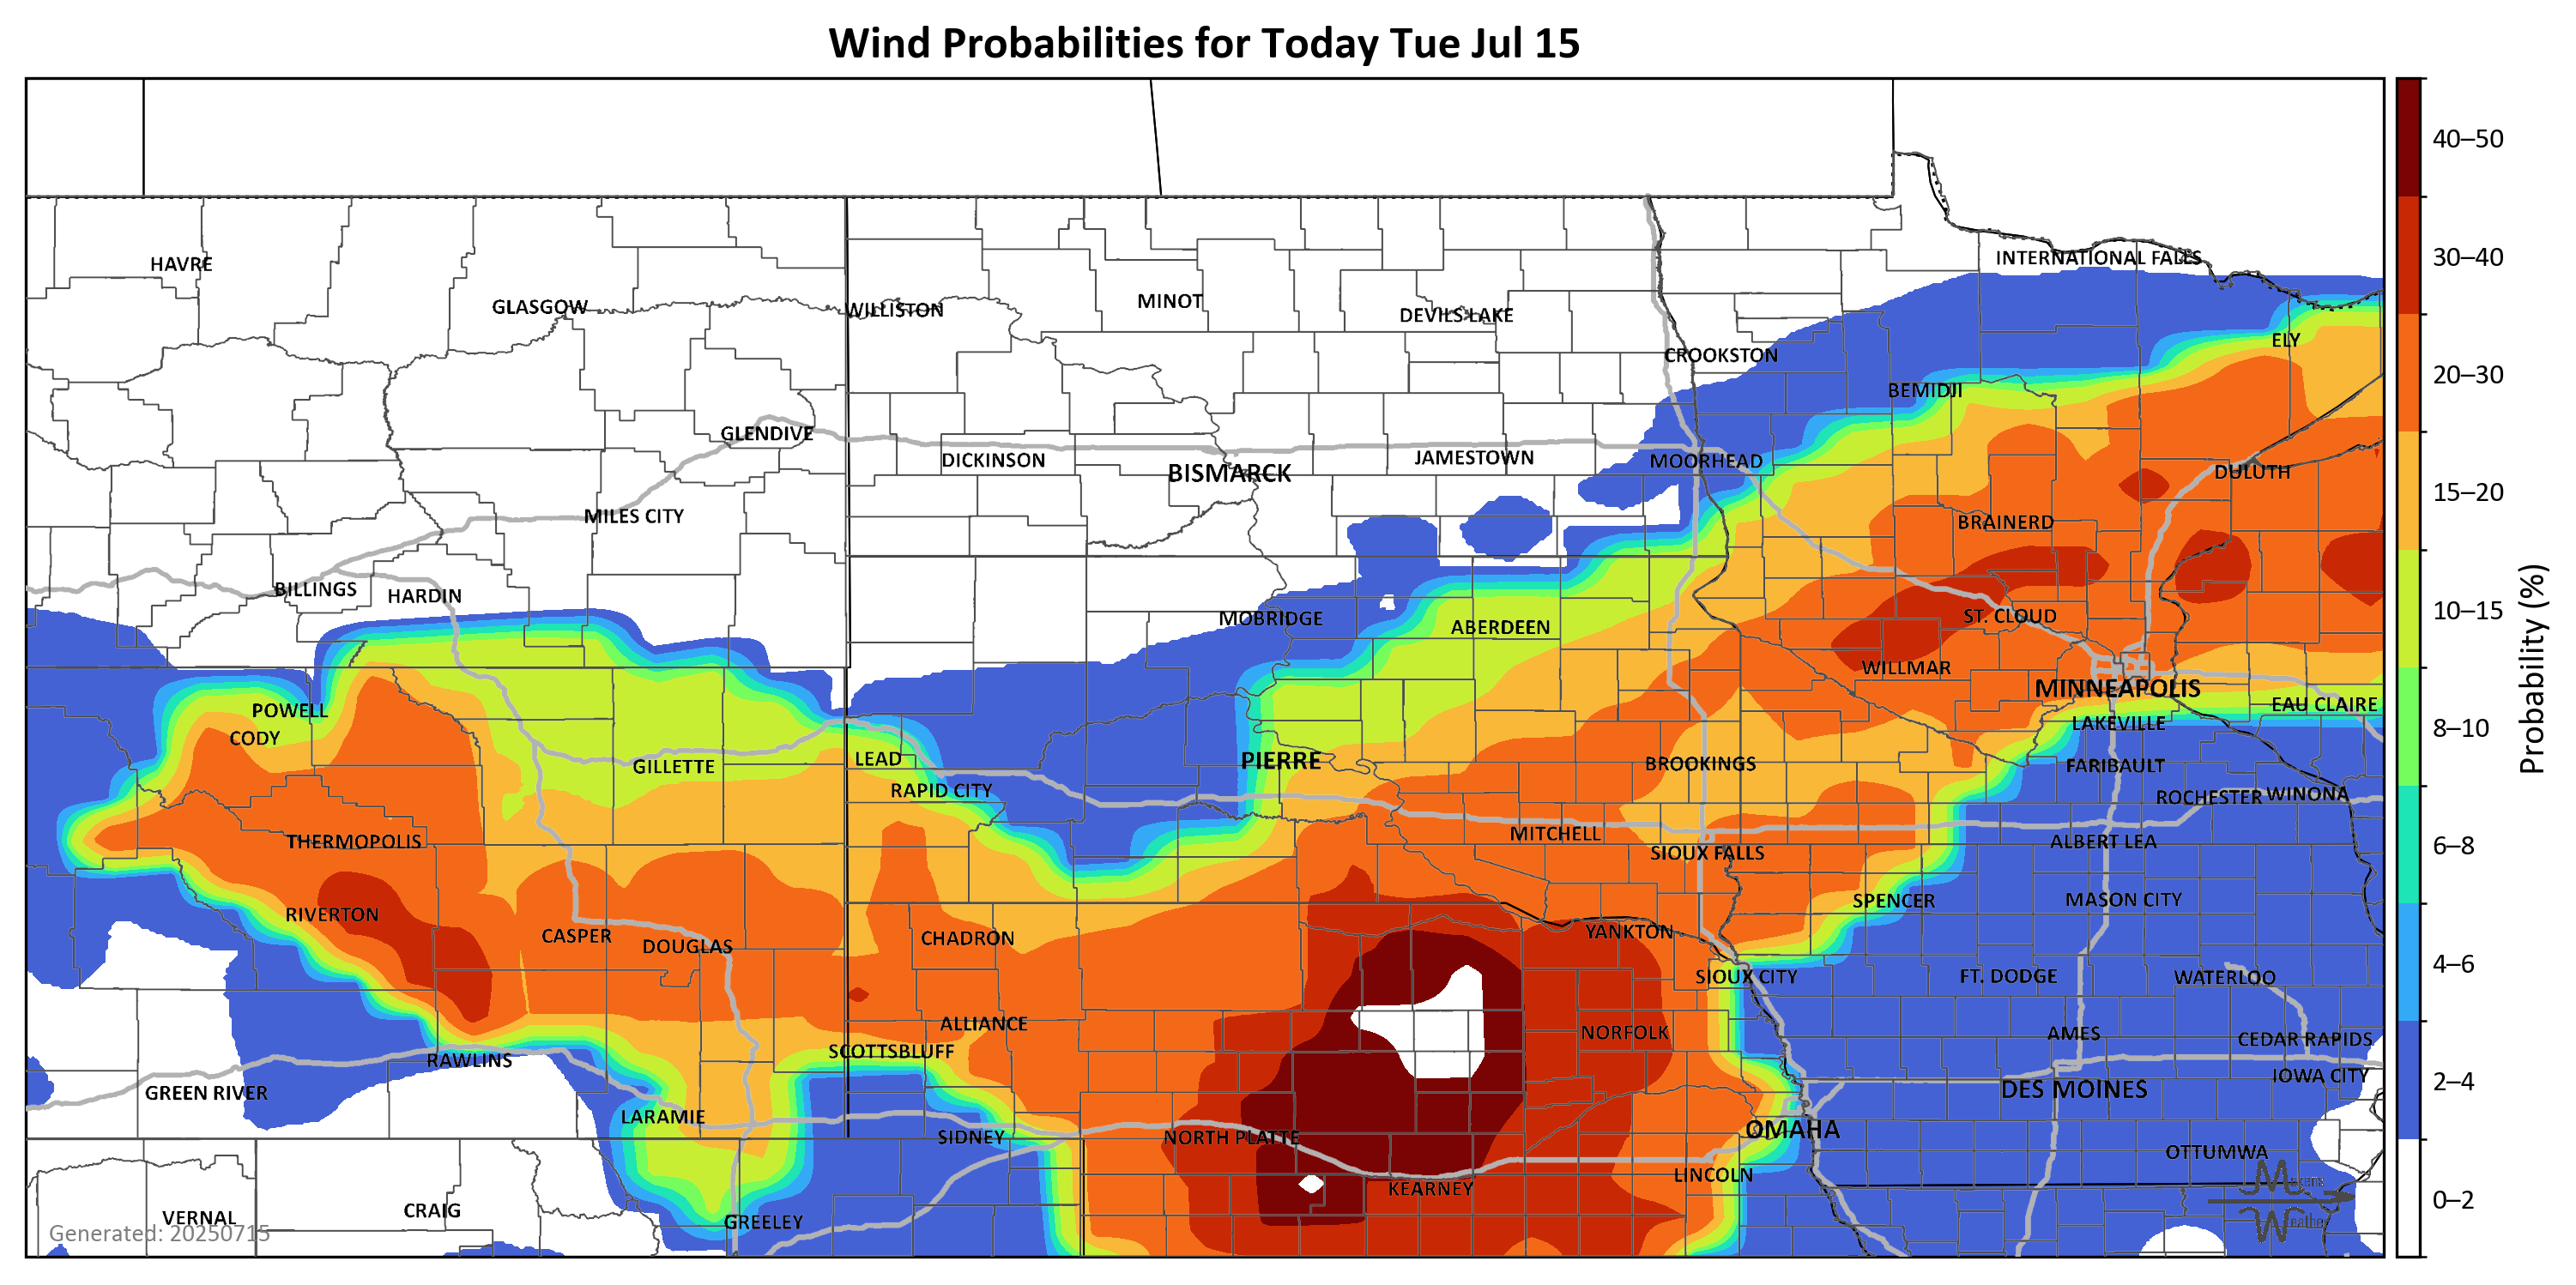 Wind Probabilities for Today Tue Jul 15
40–50
30–40
20–30
15–20
10–15
8–10
6–8
4–6
2–4
0–2
Probability (%)
HAVRE
GLASGOW
WILLISTON
MINOT
DEVILS LAKE
INTERNATIONAL FALLS
CROOKSTON
ELY
BEMIDJI
GLENDIVE
DICKINSON
BISMARCK
JAMESTOWN
MOORHEAD
DULUTH
MILES CITY
BRAINERD
BILLINGS
HARDIN
MOBRIDGE
ABERDEEN
ST. CLOUD
WILLMAR
MINNEAPOLIS
POWELL
EAU CLAIRE
LAKEVILLE
CODY
GILLETTE
LEAD
PIERRE
BROOKINGS
FARIBAULT
RAPID CITY
ROCHESTER
WINONA
THERMOPOLIS
MITCHELL
SIOUX FALLS
ALBERT LEA
RIVERTON
SPENCER
MASON CITY
CASPER
DOUGLAS
CHADRON
YANKTON
SIOUX CITY
FT. DODGE
WATERLOO
ALLIANCE
NORFOLK
AMES
CEDAR RAPIDS
RAWLINS
SCOTTSBLUFF
IOWA CITY
GREEN RIVER
DES MOINES
LARAMIE
SIDNEY
NORTH PLATTE
OMAHA
OTTUMWA
LINCOLN
KEARNEY
VERNAL
CRAIG
GREELEY
Generated: 20250715